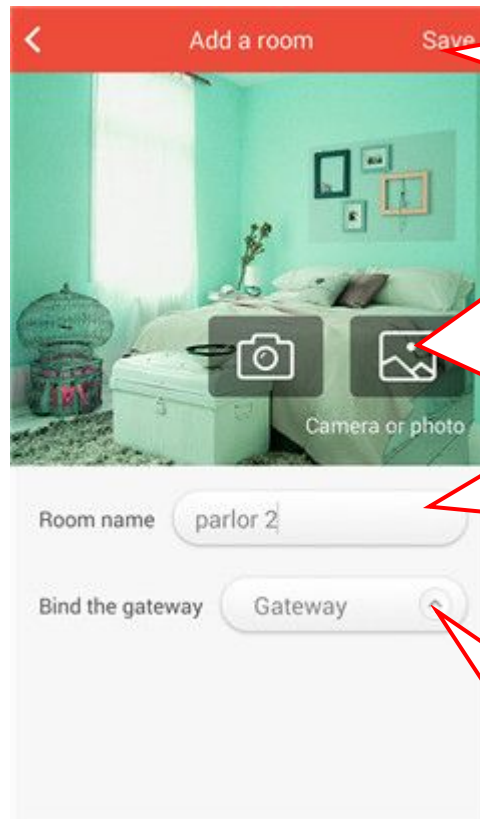 Add a room Save
Camera or photo
Room name parlor 2
Bind the gateway Gateway